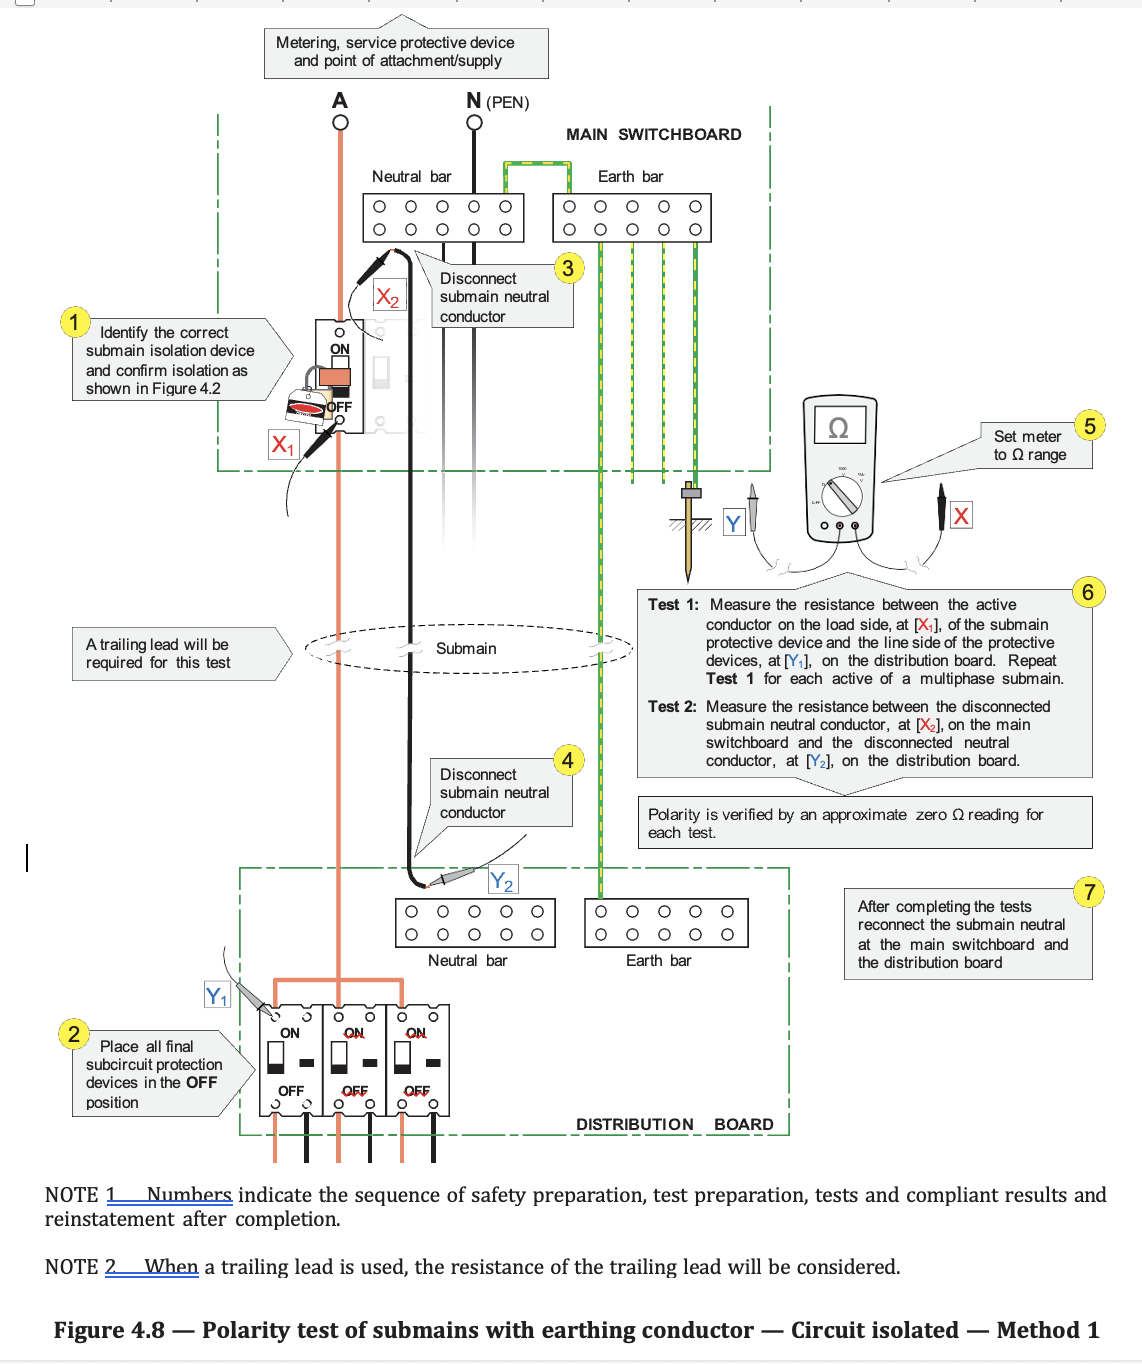 Metering, service protective device
and point of attachment/supply
A
N (PEN)
MAIN SWITCHBOARD
Neutral bar
Earth bar
3
Disconnect
submain neutral
conductor
X2
1
Identify the correct
submain isolation device
and confirm isolation as
shown in Figure 4.2
ON
OFF
X1
Ω
5
Set meter
to Ω range
Y
X
6
Test 1: Measure the resistance between the active
conductor on the load side, at [X1], of the submain
protective device and the line side of the protective
devices, at [Y1], on the distribution board. Repeat
Test 1 for each active of a multiphase submain.
Test 2: Measure the resistance between the disconnected
submain neutral conductor, at [X2], on the main
switchboard and the disconnected neutral
conductor, at [Y2], on the distribution board.
A trailing lead will be
required for this test
Submain
4
Disconnect
submain neutral
conductor
Polarity is verified by an approximate zero Ω reading for
each test.
Y2
7
After completing the tests
reconnect the submain neutral
at the main switchboard and
the distribution board
Neutral bar
Earth bar
Y1
2
Place all final
subcircuit protection
devices in the OFF
position
ON ON ON
OFF OFF OFF
DISTRIBUTION BOARD
NOTE 1 Numbers indicate the sequence of safety preparation, test preparation, tests and compliant results and
reinstatement after completion.
NOTE 2 When a trailing lead is used, the resistance of the trailing lead will be considered.
Figure 4.8 — Polarity test of submains with earthing conductor — Circuit isolated — Method 1